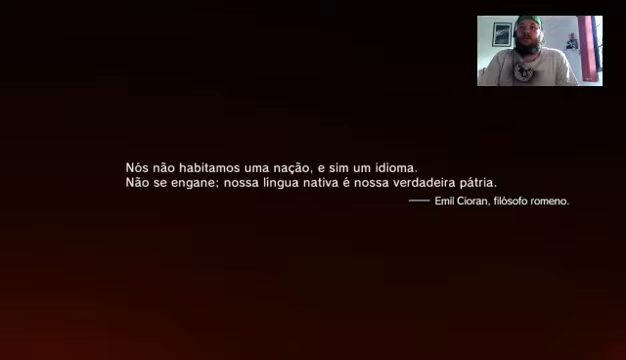 Nós não habitamos uma nação, e sim um idioma.
Não se engane; nossa língua nativa é nossa verdadeira pátria.
—— Emil Cioran, filósofo romeno.